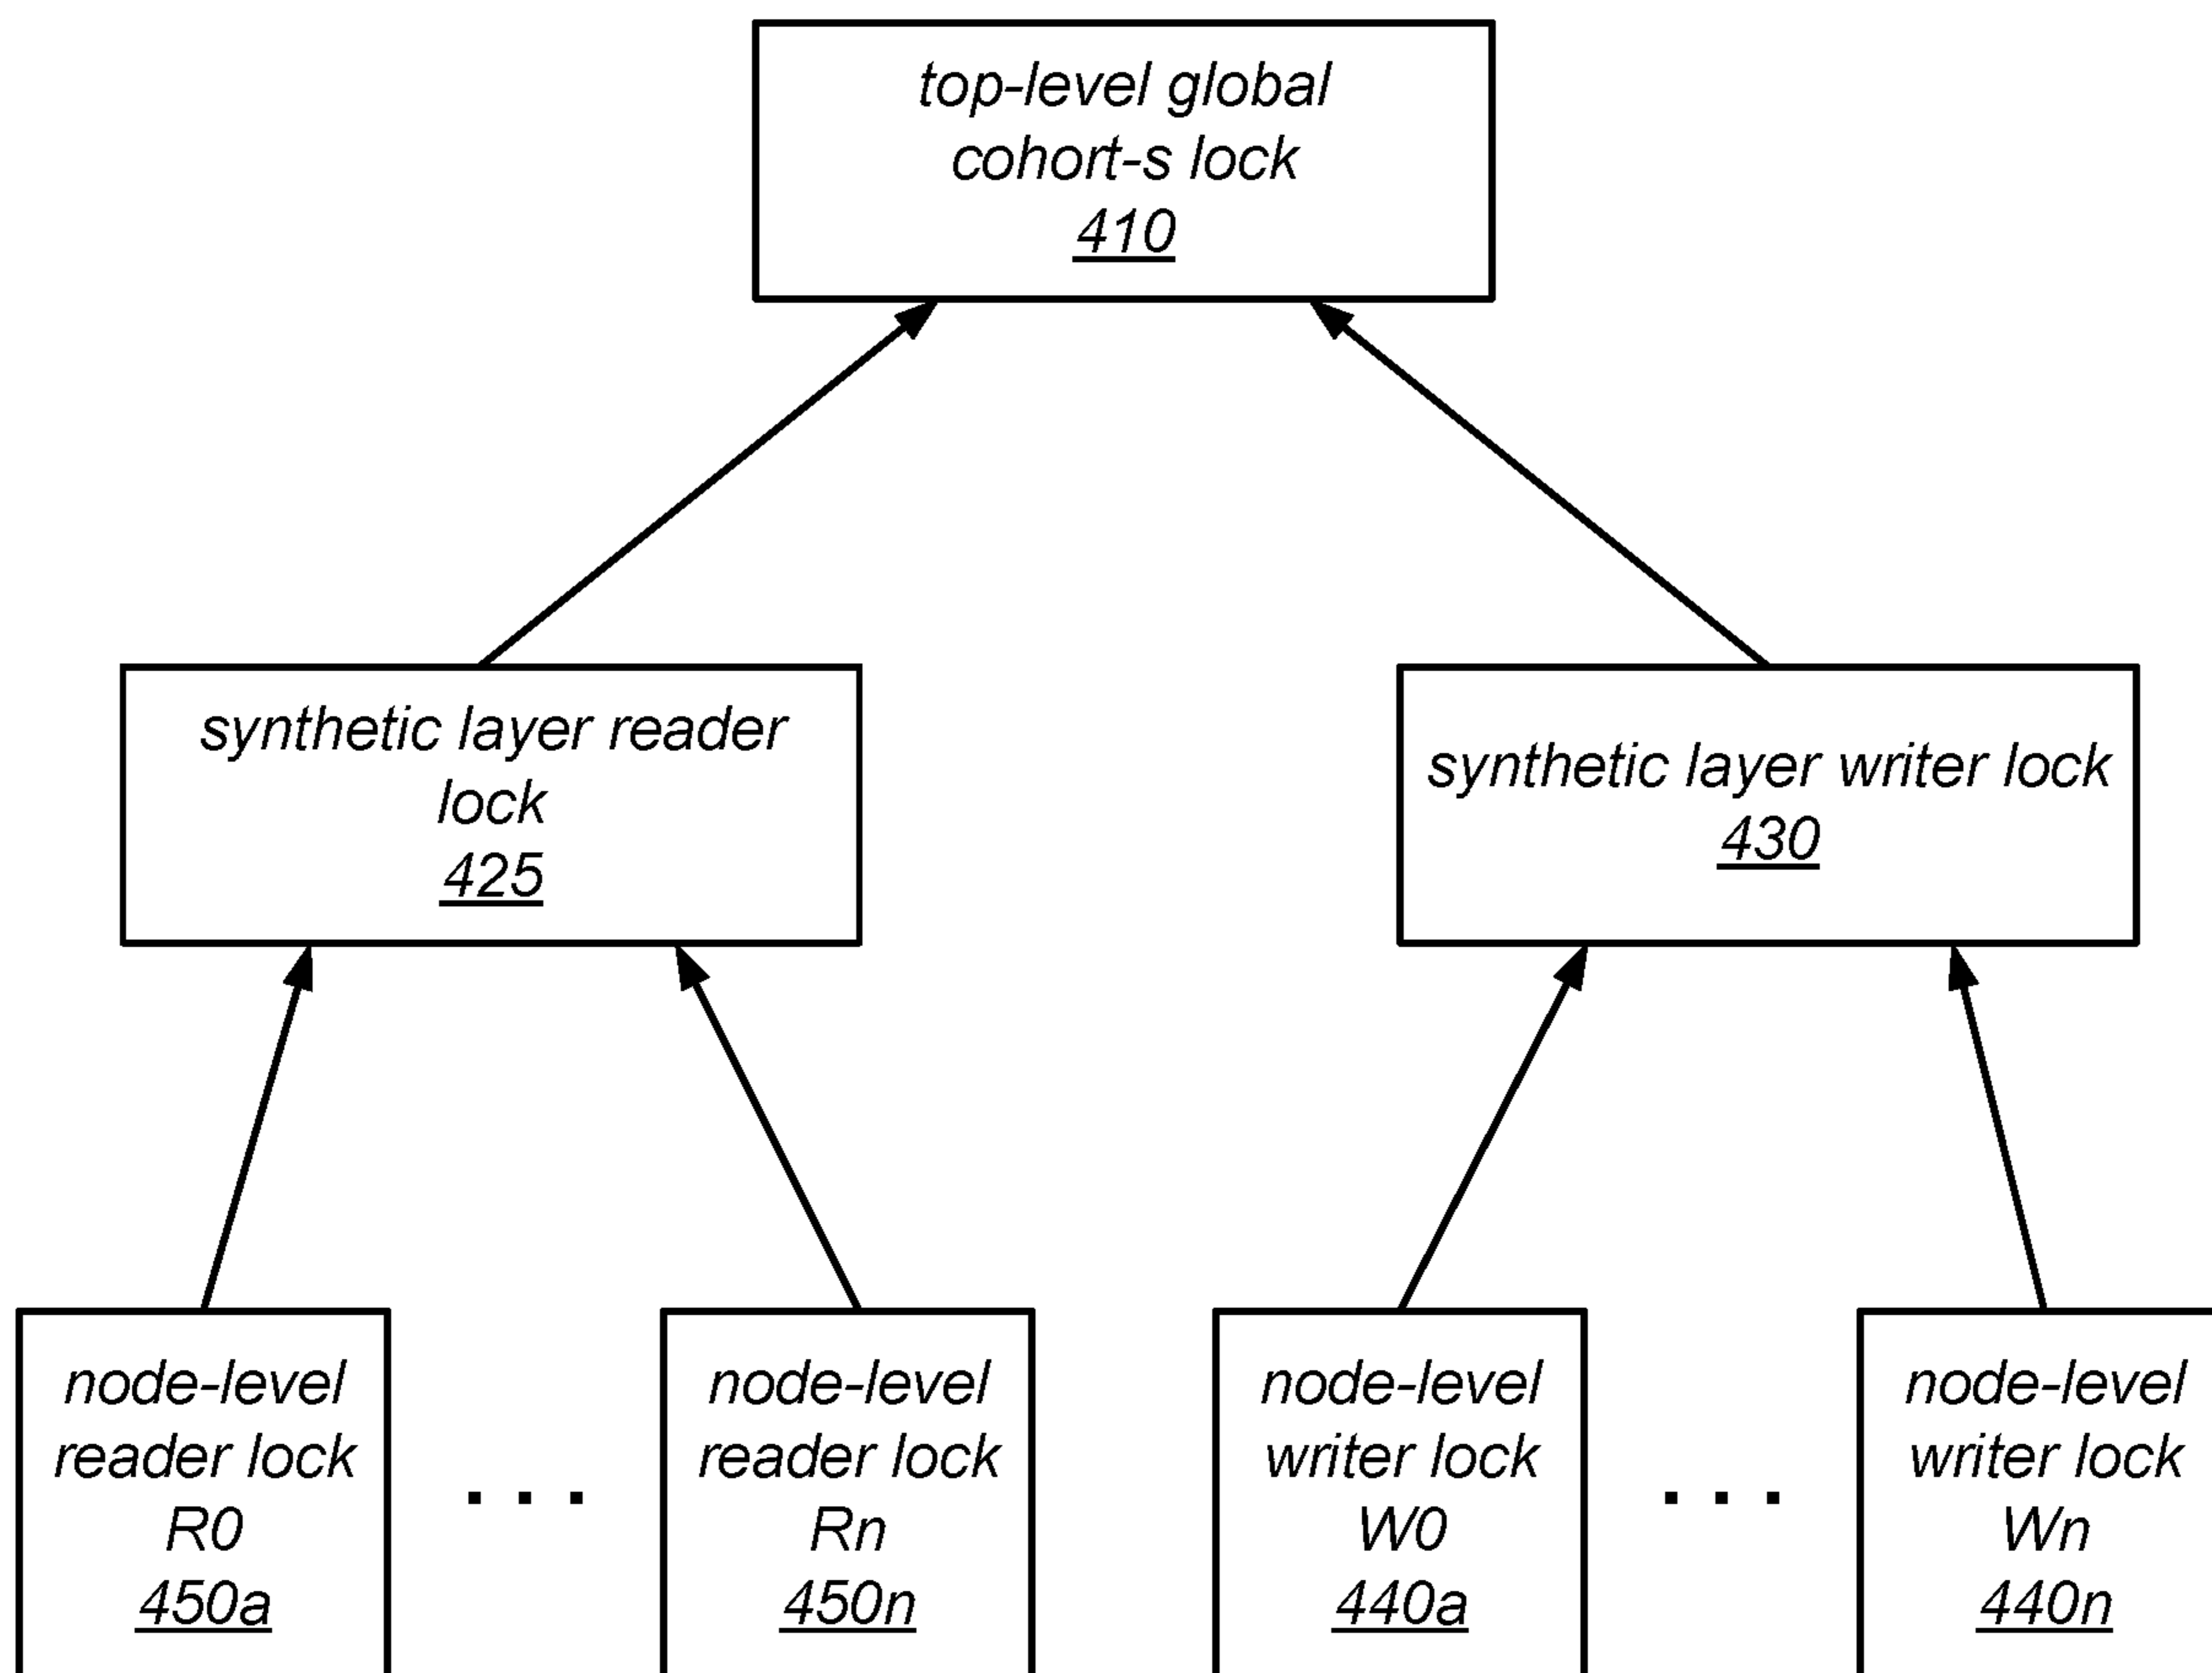 top-level global
cohort-s lock
410
synthetic layer reader
lock
425
synthetic layer writer lock
430
node-level
reader lock
R0
450a
. . .
node-level
reader lock
Rn
450n
node-level
writer lock
W0
440a
. . .
node-level
writer lock
Wn
440n